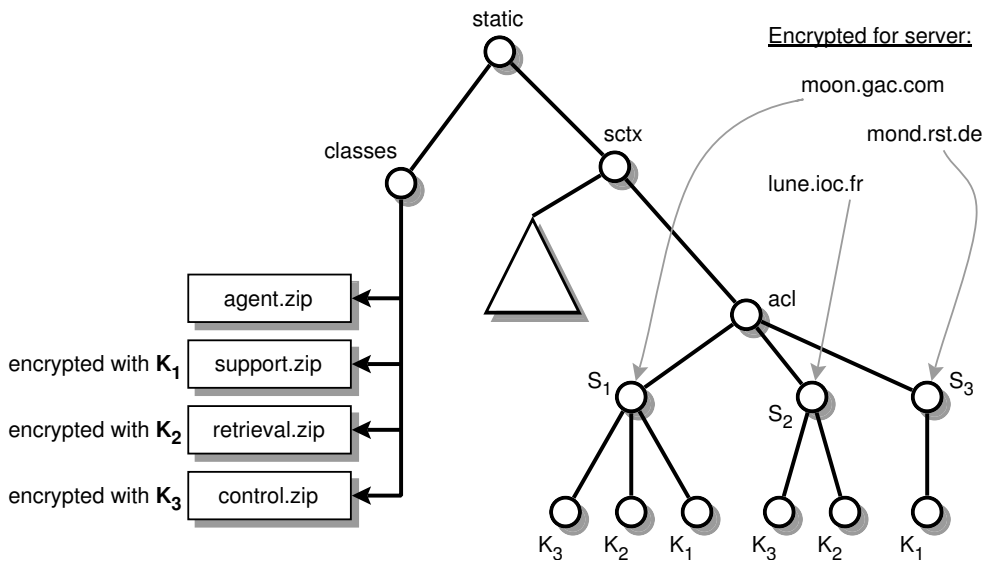 static
Encrypted for server:
moon.gac.com
mond.rst.de
lune.ioc.fr
sctx
classes
acl
agent.zip
encrypted with K1 support.zip
encrypted with K2 retrieval.zip
encrypted with K3 control.zip
S1
S2
S3
K3 K2 K1 K3 K2 K1